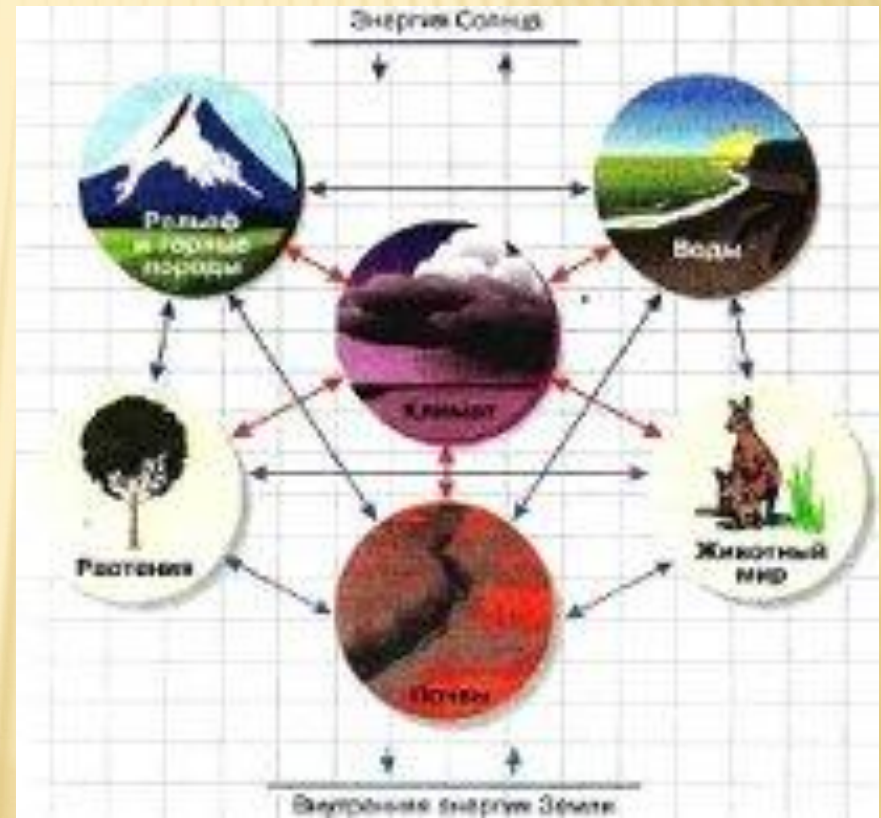 Энергия Солнца
Рельеф
и горные
породы
Воды
Климат
Растения
Животный
мир
Почвы
Внутренняя энергия Земли